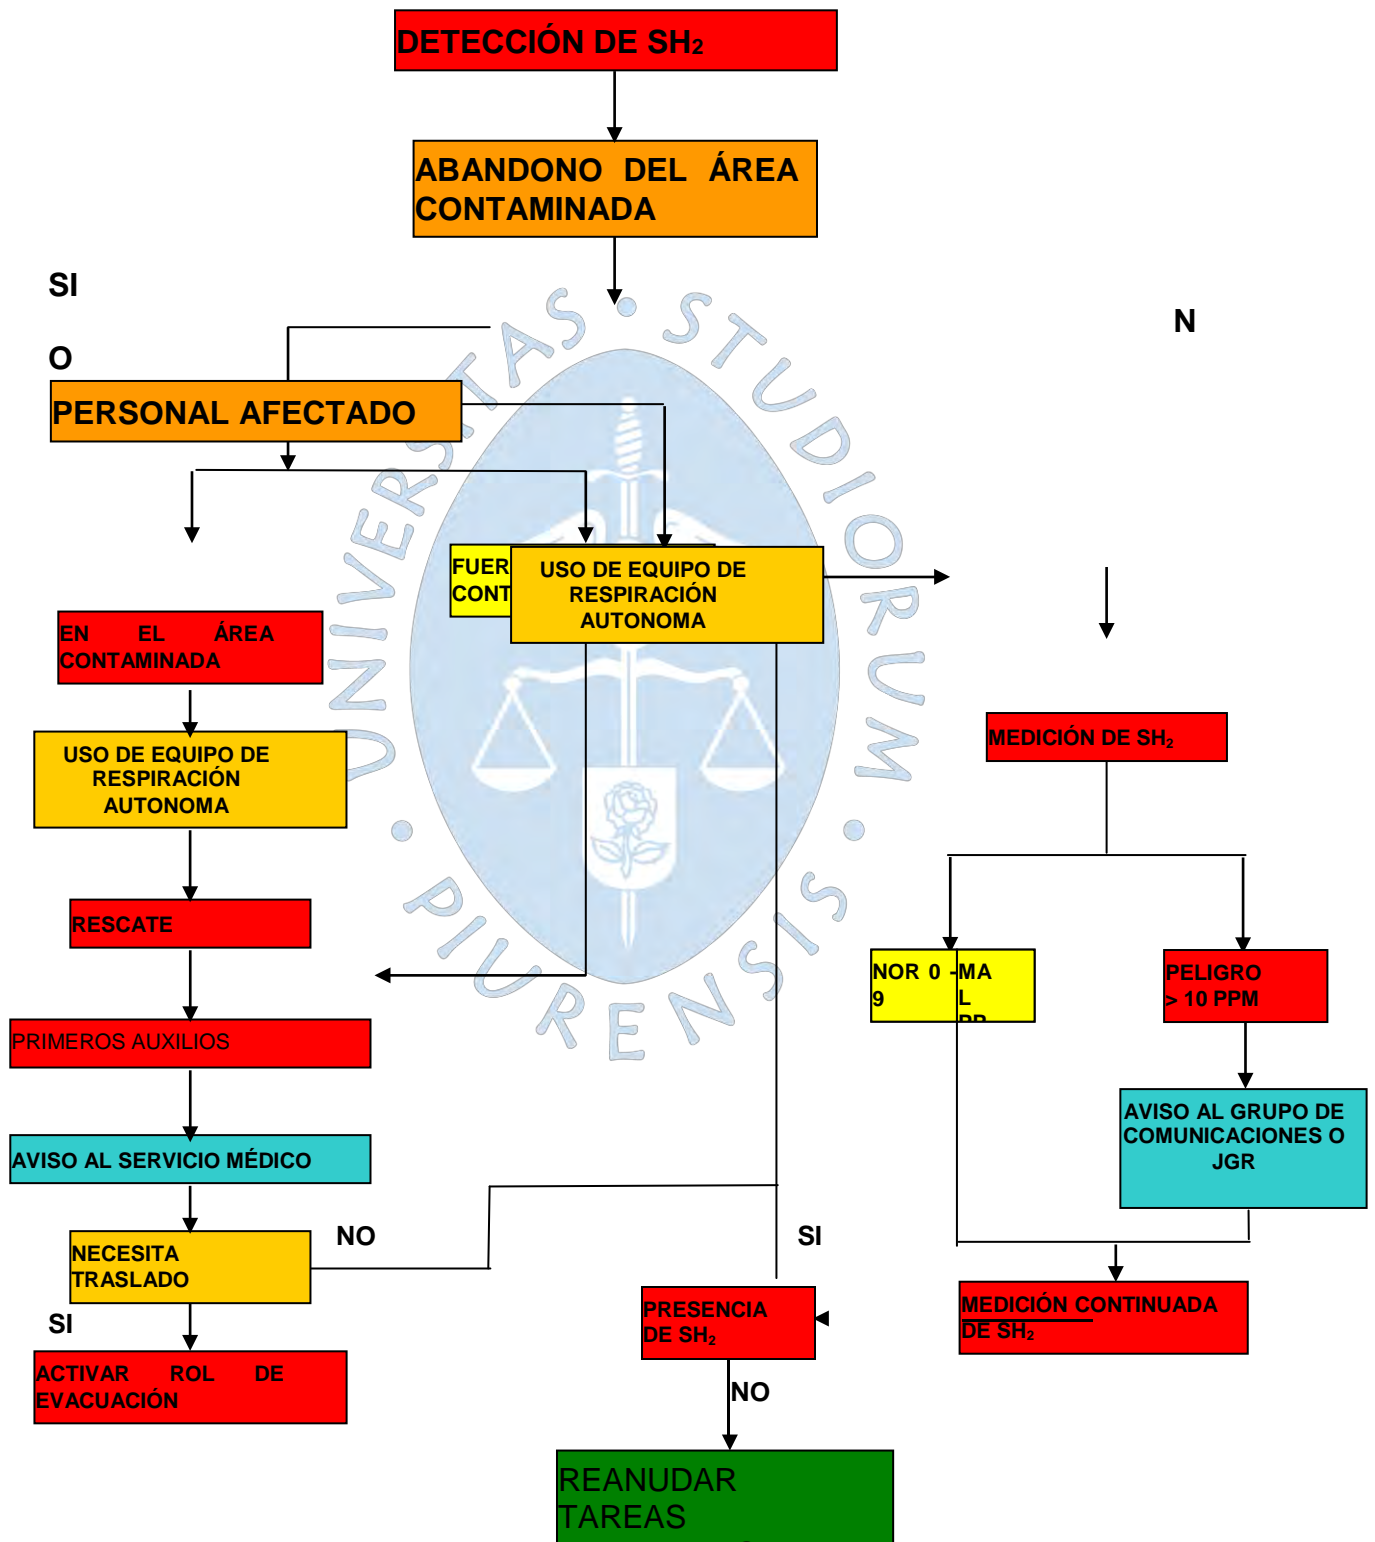 DETECCIÓN DE SH₂
ABANDONO DEL ÁREA
CONTAMINADA
SI
N
O
PERSONAL AFECTADO
FUER
CONT
USO DE EQUIPO DE
RESPIRACIÓN
AUTONOMA
EN EL ÁREA
CONTAMINADA
USO DE EQUIPO DE
RESPIRACIÓN
AUTONOMA
MEDICIÓN DE SH₂
RESCATE
NOR 0 -
9
MA
L
PELIGRO
> 10 PPM
PRIMEROS AUXILIOS
AVISO AL GRUPO DE
COMUNICACIONES O
JGR
AVISO AL SERVICIO MÉDICO
NECESITA
TRASLADO
NO
SI
SI
PRESENCIA
DE SH₂
MEDICIÓN CONTINUADA
DE SH₂
ACTIVAR ROL DE
EVACUACIÓN
NO
REANUDAR
TAREAS
UNIVERSITAS • STUDIORUM • PIURENSIS •